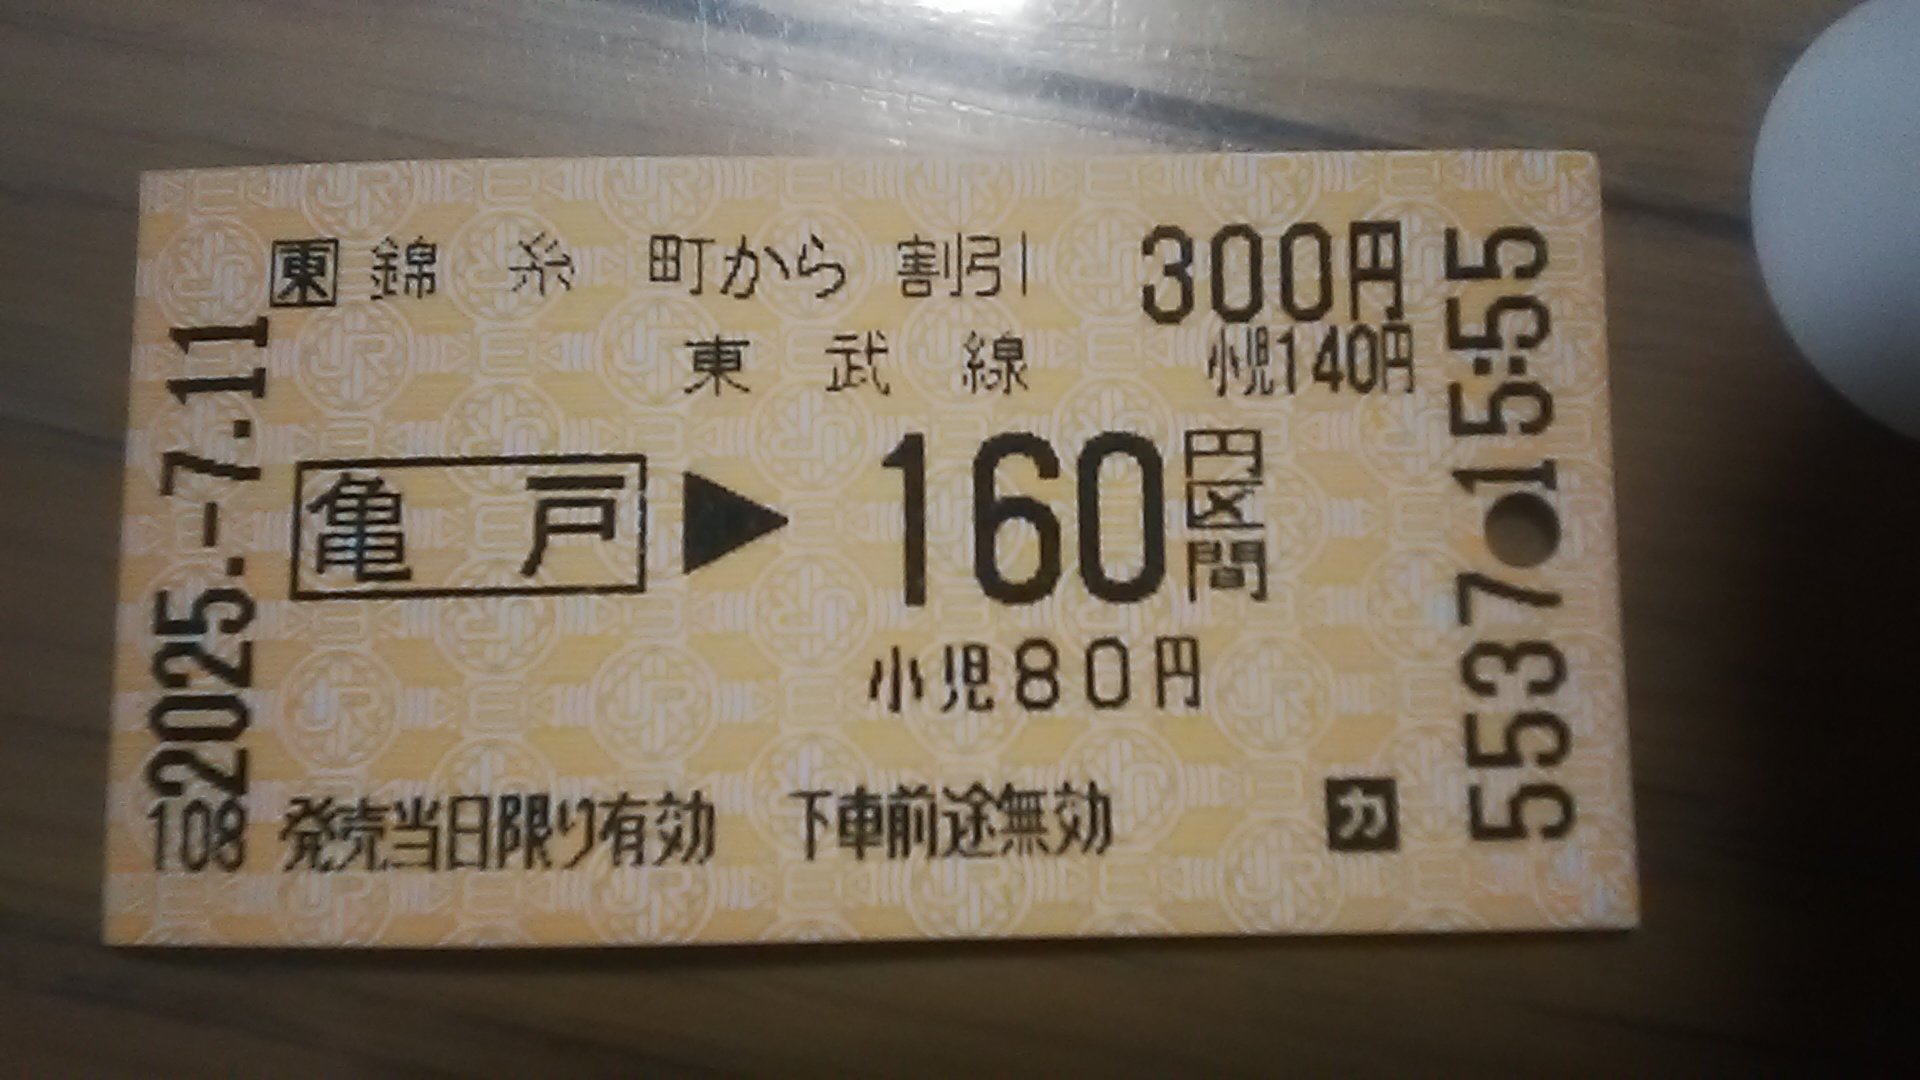 東 錦糸町から 割引 300円
東武線 小児140円
亀戸 ▶ 160円区間
小児80円
発売当日限り有効 下車前途無効 カ
2025.-7.11
108
5537 15:55